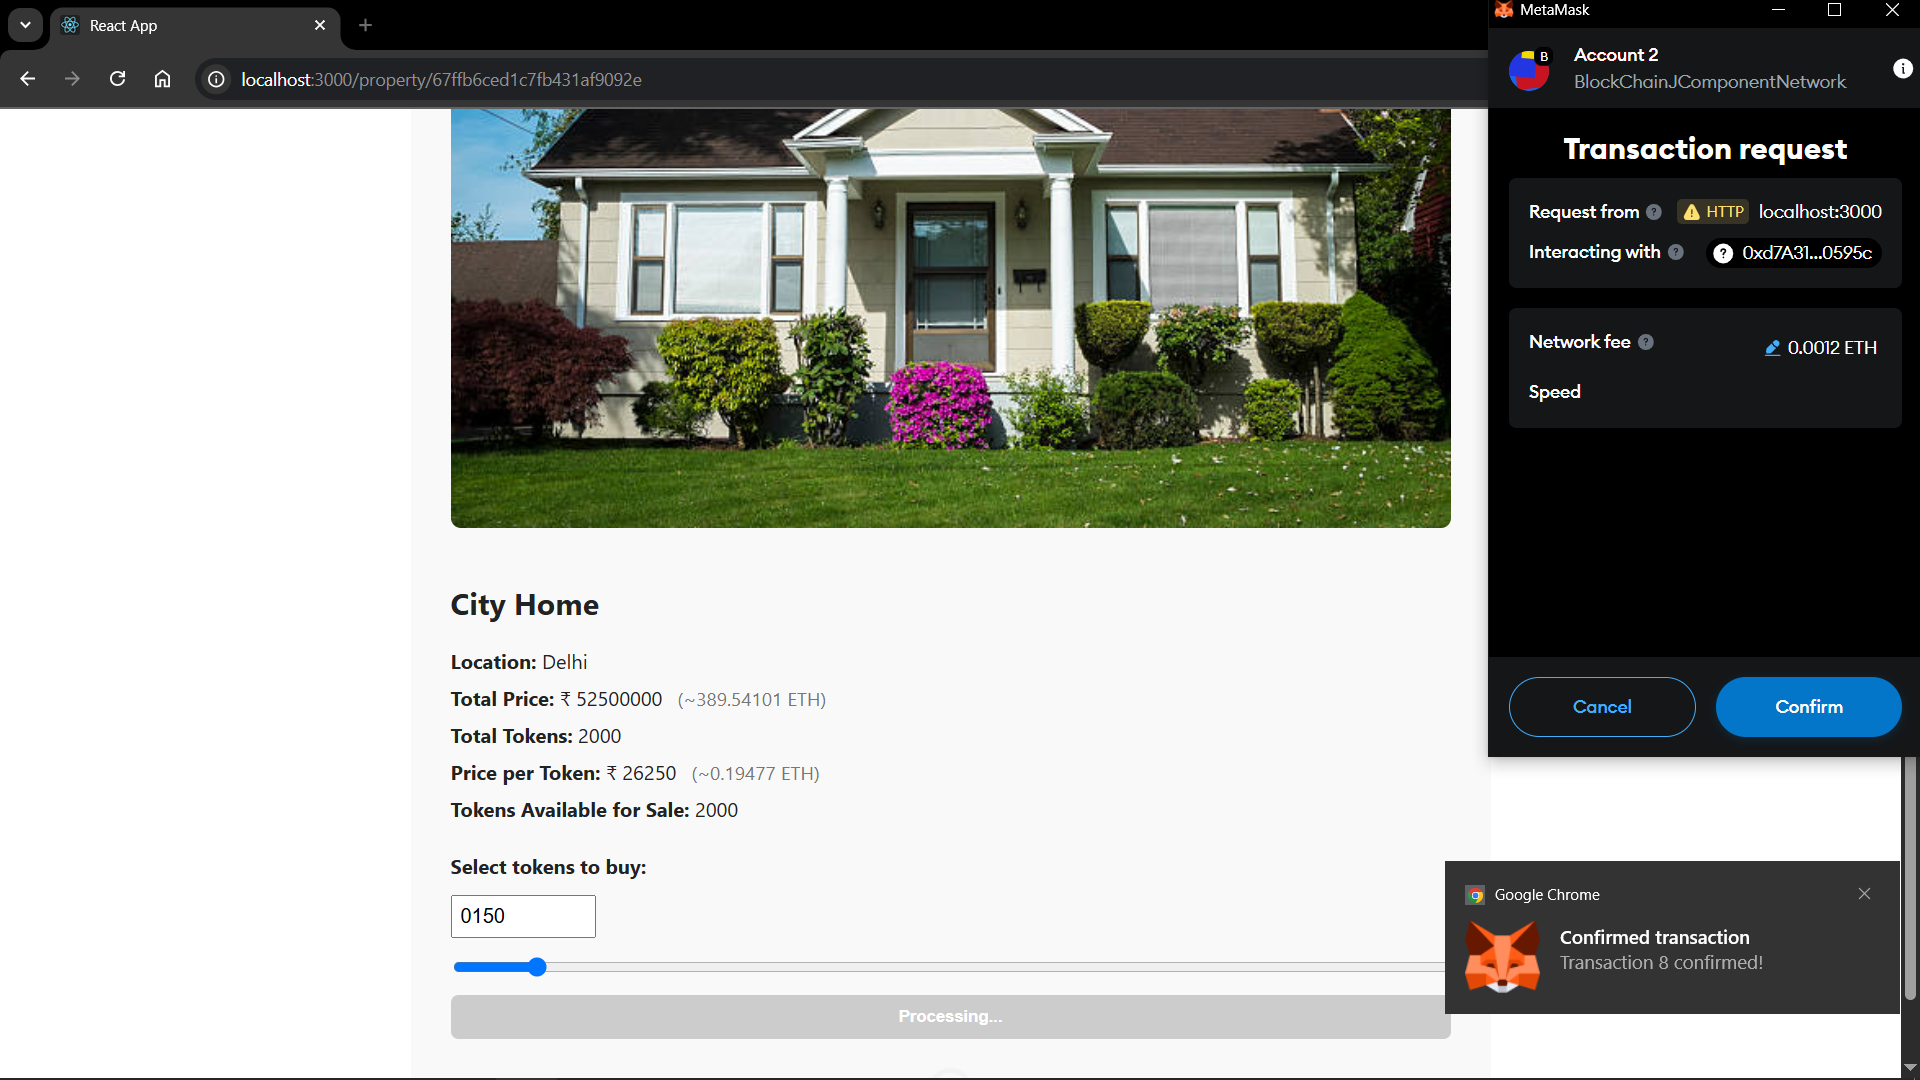 React App
localhost:3000/property/67ffb6ced1c7fb431af9092e
City Home
Location: Delhi
Total Price: ₹ 52500000 (~389.54101 ETH)
Total Tokens: 2000
Price per Token: ₹ 26250 (~0.19477 ETH)
Tokens Available for Sale: 2000
Select tokens to buy:
0150
Processing...
MetaMask
B
Account 2
BlockChainJComponentNetwork
Transaction request
Request from ? HTTP localhost:3000
Interacting with ? ? 0xd7A31...0595c
Network fee ? 0.0012 ETH
Speed
Cancel
Confirm
Google Chrome
Confirmed transaction
Transaction 8 confirmed!